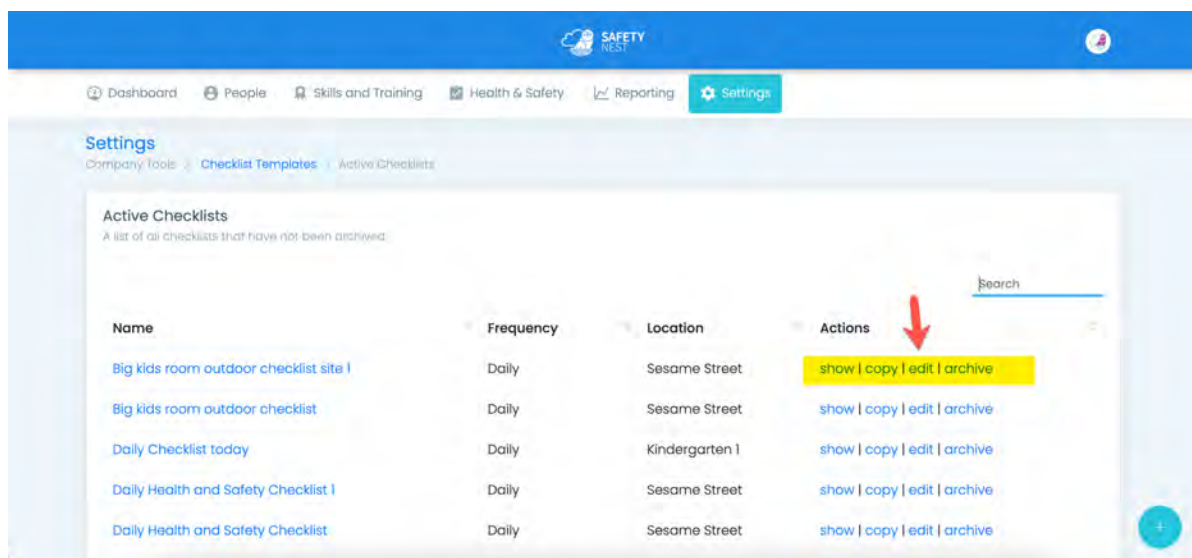 SAFETY
NEST
Dashboard People Skills and Training Health & Safety Reporting Settings
Settings
Company Tools Checklist Templates Active Checklists
Active Checklists
A list of all checklists that have not been archived.
Search
Name Frequency Location Actions
Big kids room outdoor checklist site 1 Daily Sesame Street show | copy | edit | archive
Big kids room outdoor checklist Daily Sesame Street show | copy | edit | archive
Daily Checklist today Daily Kindergarten 1 show | copy | edit | archive
Daily Health and Safety Checklist 1 Daily Sesame Street show | copy | edit | archive
Daily Health and Safety Checklist Daily Sesame Street show | copy | edit | archive
+